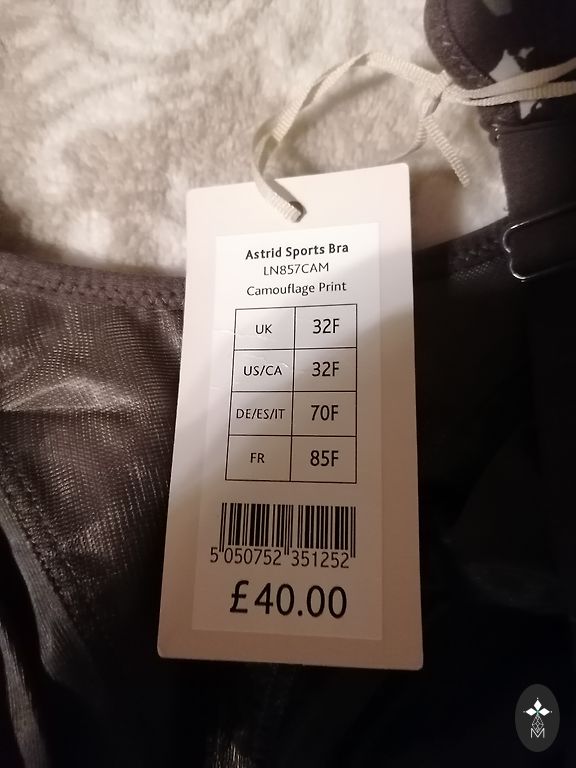 Astrid Sports Bra
LN857CAM
Camouflage Print
UK 32F
US/CA 32F
DE/ES/IT 70F
FR 85F
5 050752 351252
£40.00
M